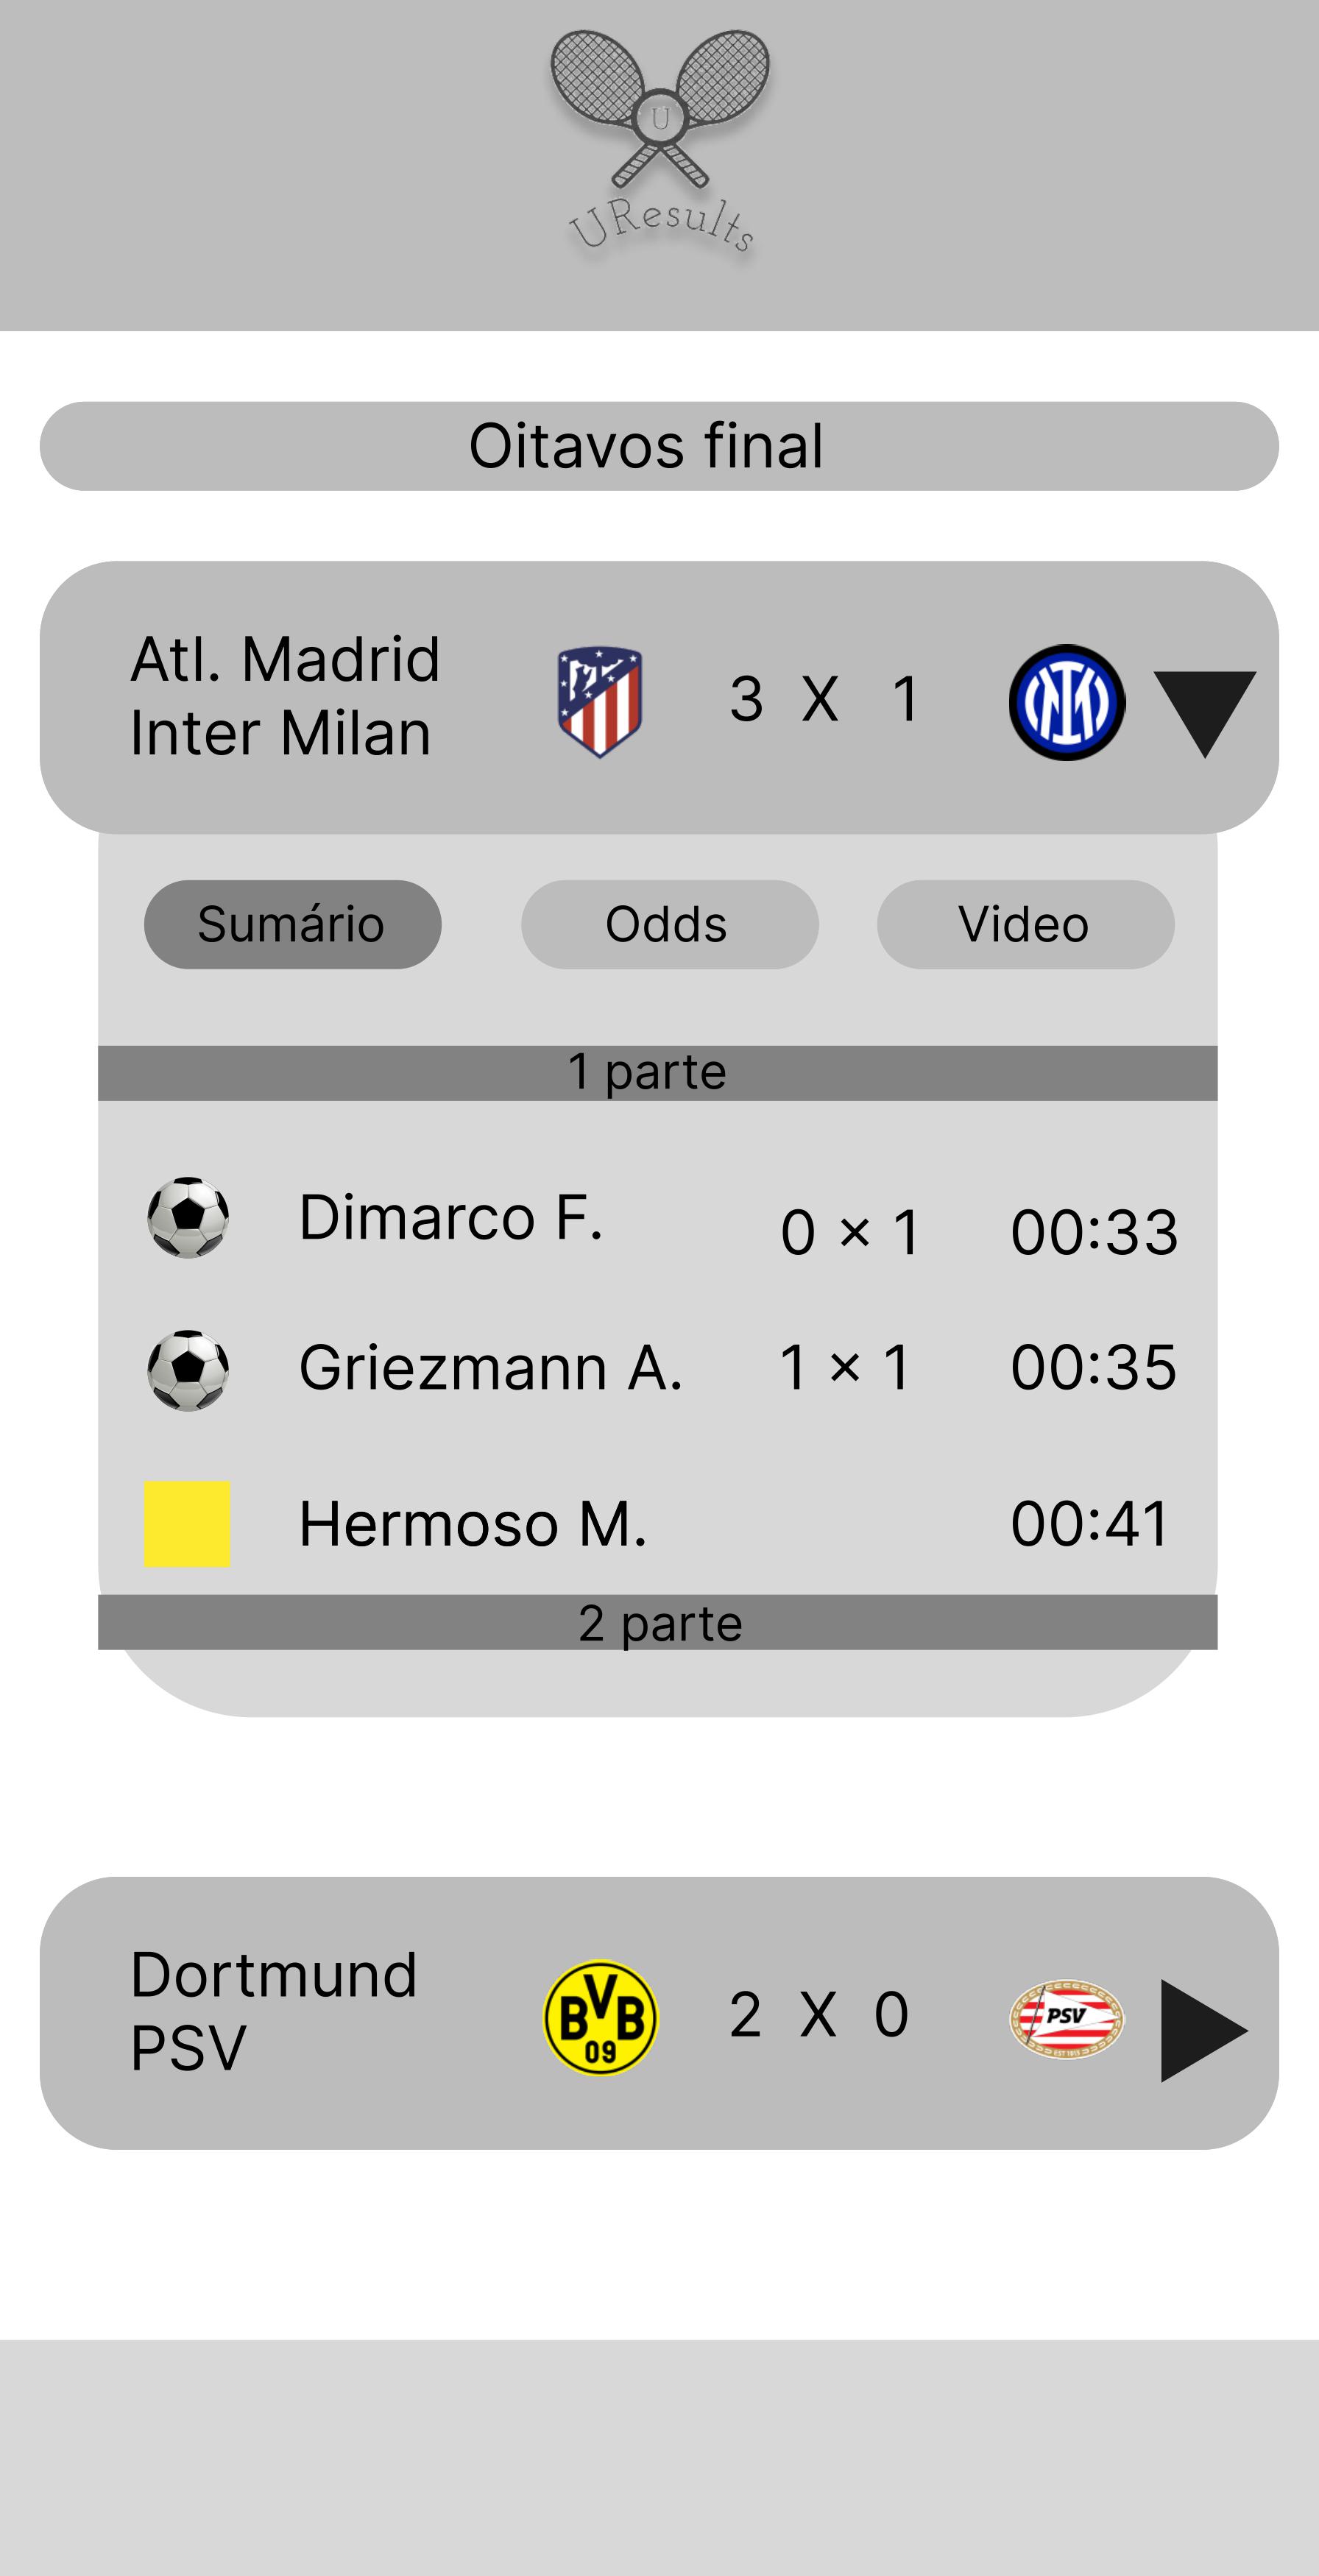 U
UResults
Oitavos final
Atl. Madrid
Inter Milan
3 X 1
Sumário
Odds
Video
1 parte
Dimarco F. 0 × 1 00:33
Griezmann A. 1 × 1 00:35
Hermoso M. 00:41
2 parte
Dortmund
PSV
BVB
09
2 X 0
PSV